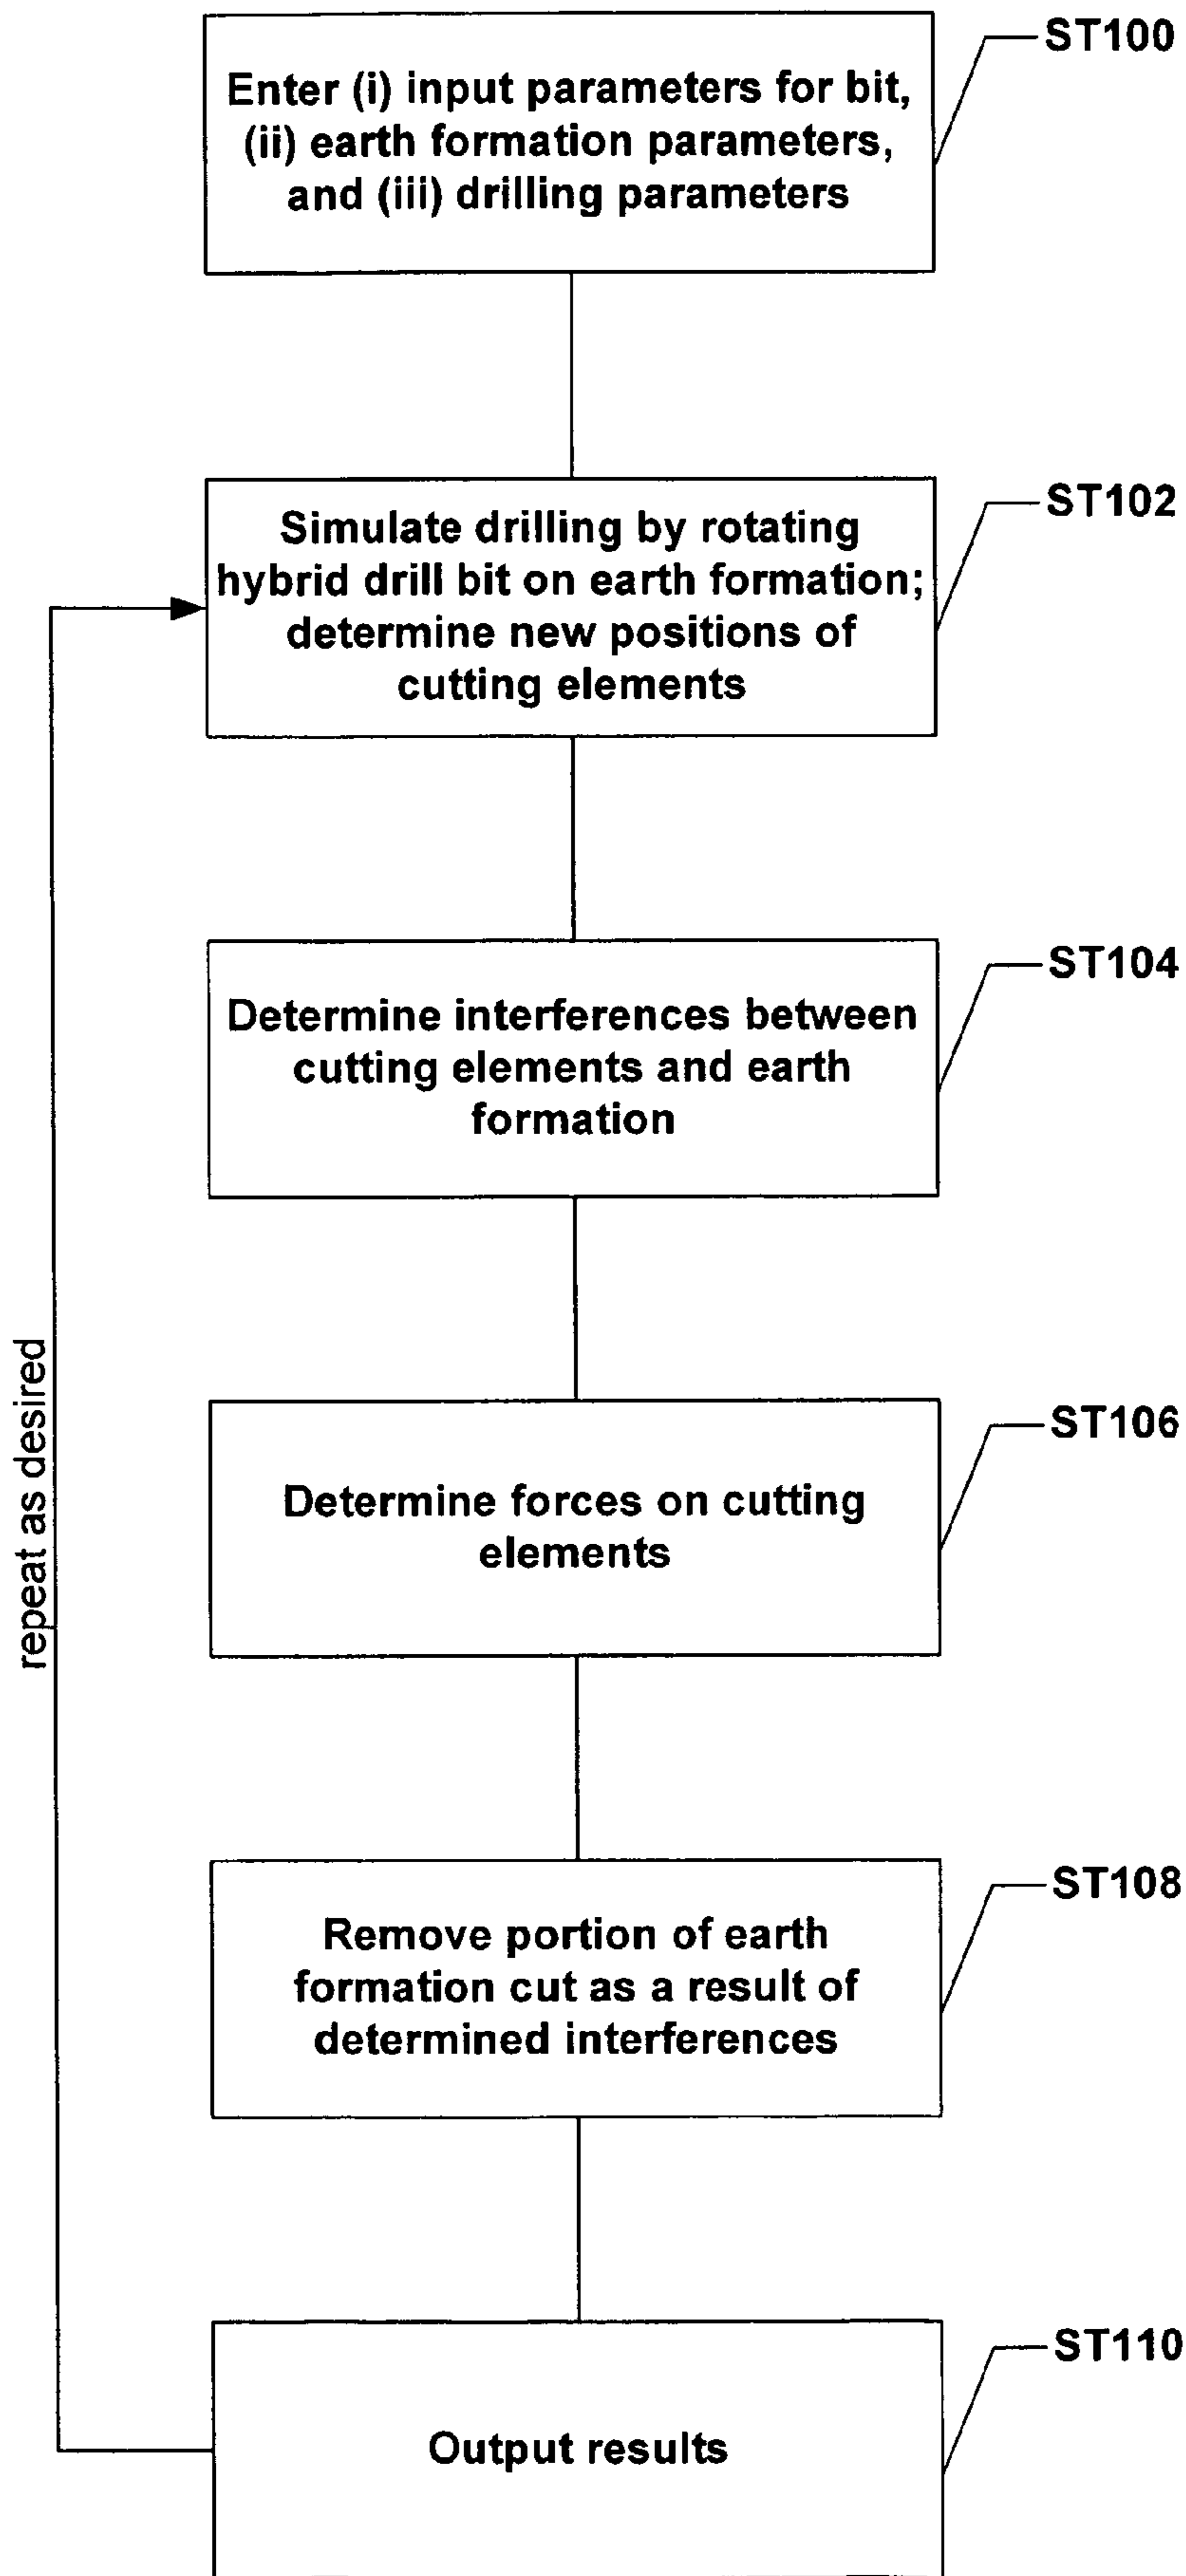 ST100
Enter (i) input parameters for bit,
(ii) earth formation parameters,
and (iii) drilling parameters
ST102
Simulate drilling by rotating
hybrid drill bit on earth formation;
determine new positions of
cutting elements
ST104
Determine interferences between
cutting elements and earth
formation
ST106
Determine forces on cutting
elements
repeat as desired
ST108
Remove portion of earth
formation cut as a result of
determined interferences
ST110
Output results